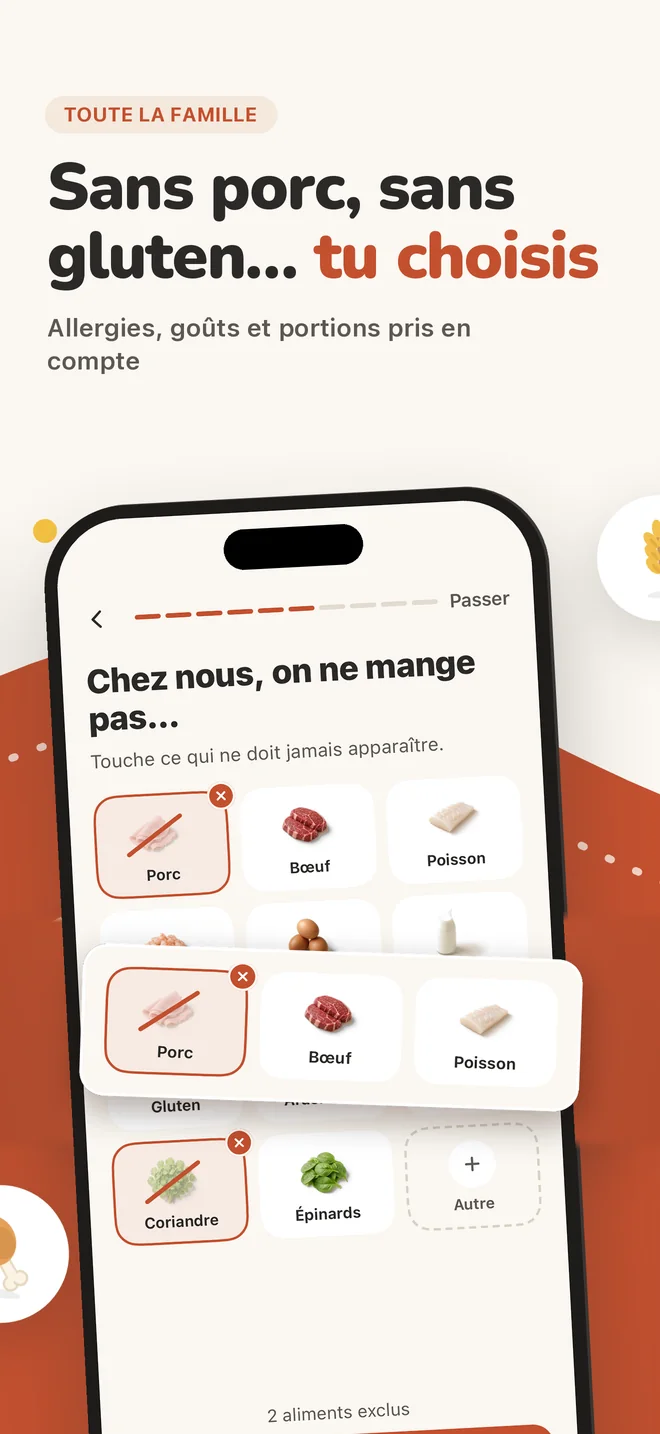 TOUTE LA FAMILLE
Sans porc, sans
gluten... tu choisis
Allergies, goûts et portions pris en
compte
Passer
Chez nous, on ne mange
pas...
Touche ce qui ne doit jamais apparaître.
Porc
Bœuf
Poisson
Porc
Bœuf
Poisson
Gluten
Coriandre
Épinards
Autre
2 aliments exclus